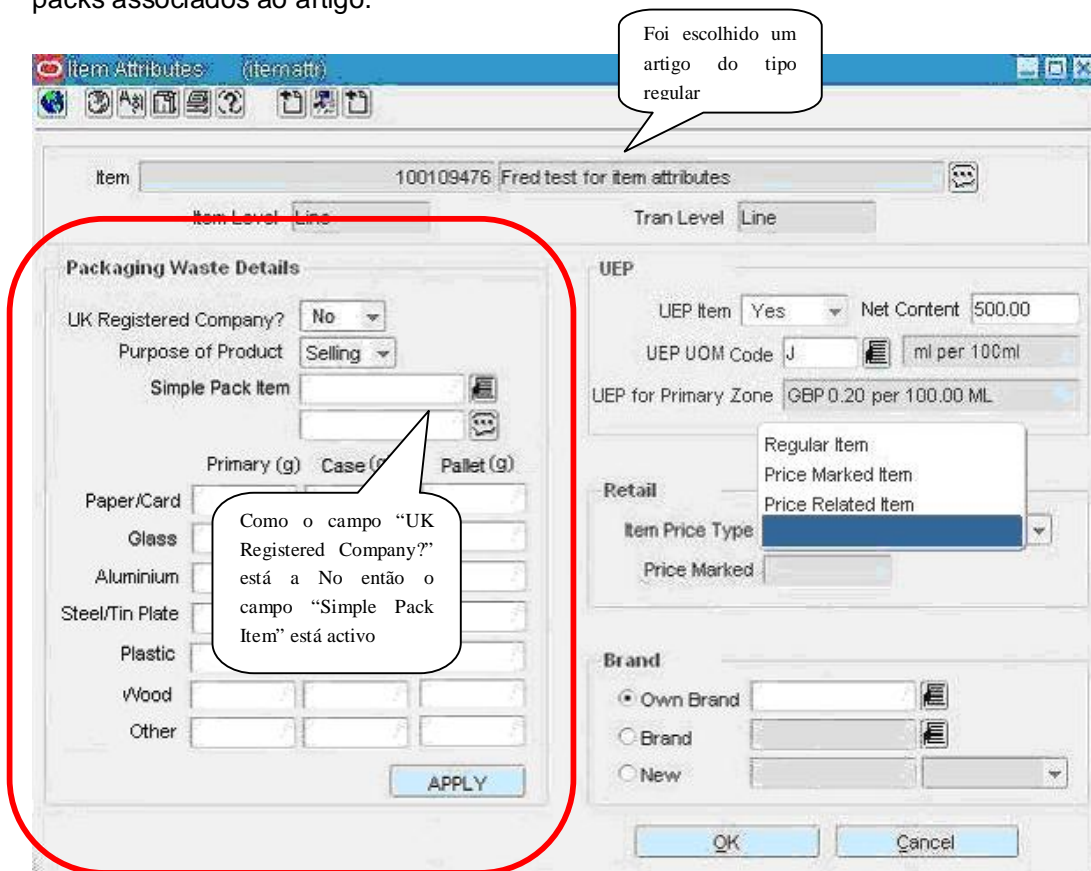 packs associados ao artigo.
Foi escolhido um
artigo do tipo
regular
Item Attributes (itemattr)
Item 100109476 Fred test for item attributes
Item Level Line Tran Level Line
Packaging Waste Details
UK Registered Company? No
Purpose of Product Selling
Simple Pack Item
Primary (g) Case (g) Pallet (g)
Paper/Card
Glass
Aluminium
Steel/Tin Plate
Plastic
Wood
Other
APPLY
Como o campo “UK
Registered Company?”
está a No então o
campo “Simple Pack
Item” está activo
UEP
UEP Item Yes Net Content 500.00
UEP UOM Code J ml per 100ml
UEP for Primary Zone GBP 0.20 per 100.00 ML
Regular Item
Price Marked Item
Price Related Item
Retail
Item Price Type
Price Marked
Brand
Own Brand
Brand
New
OK Cancel